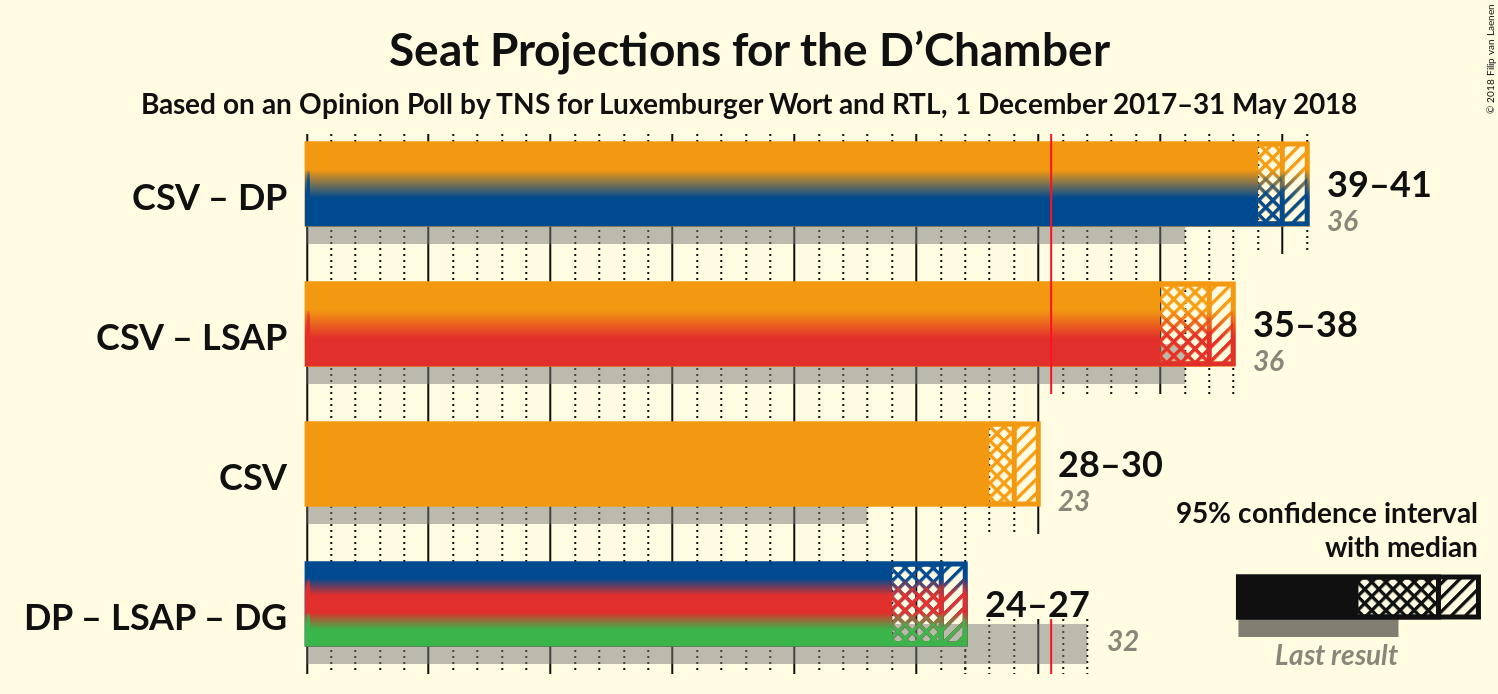 Seat Projections for the D’Chamber
Based on an Opinion Poll by TNS for Luxemburger Wort and RTL, 1 December 2017–31 May 2018
© 2018 Filip van Laenen
CSV – DP
39–41
36
CSV – LSAP
35–38
36
CSV
28–30
23
DP – LSAP – DG
24–27
32
95% confidence interval
with median
Last result